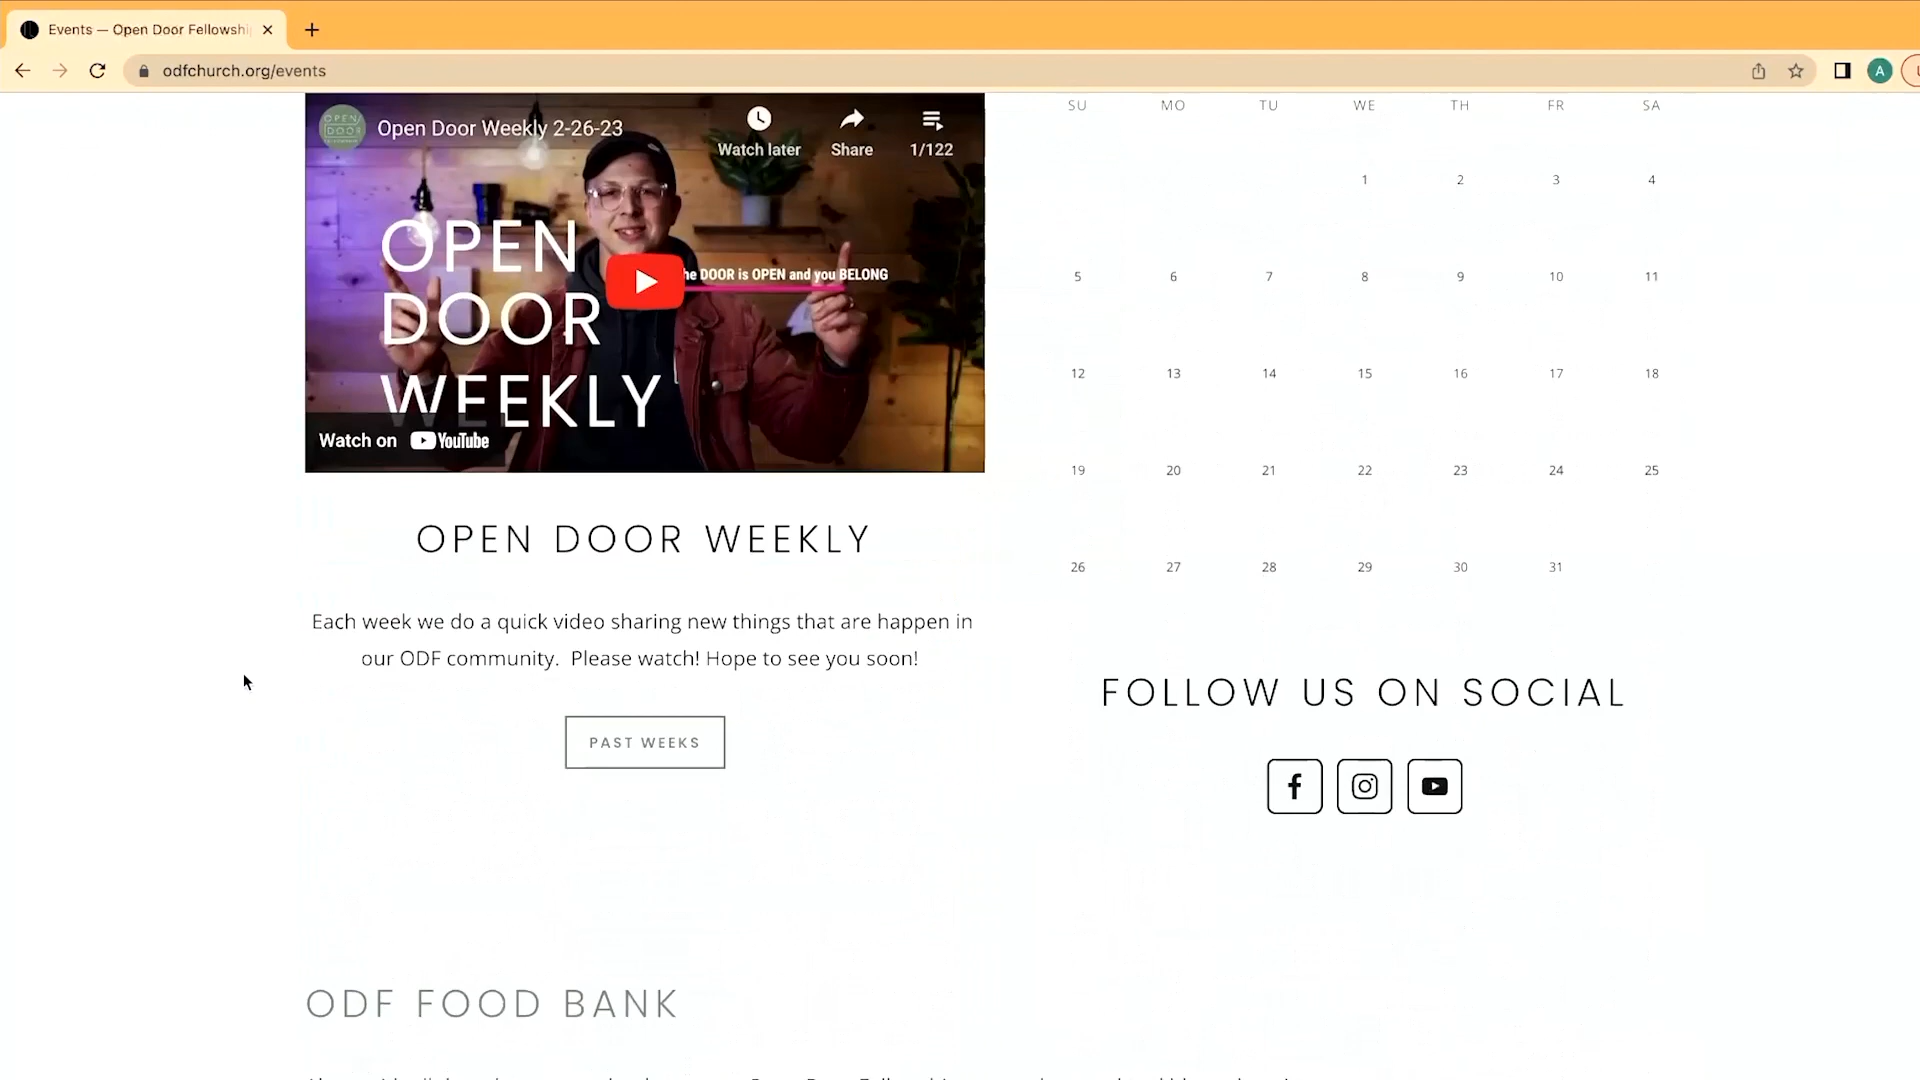 Events — Open Door Fellowshi
odfchurch.org/events
A
Open Door Weekly 2-26-23
Watch later
Share
1/122
OPEN
DOOR
WEEKLY
he DOOR is OPEN and you BELONG
Watch on YouTube
OPEN DOOR WEEKLY
Each week we do a quick video sharing new things that are happen in
our ODF community. Please watch! Hope to see you soon!
PAST WEEKS
SU MO TU WE TH FR SA
1 2 3 4
5 6 7 8 9 10 11
12 13 14 15 16 17 18
19 20 21 22 23 24 25
26 27 28 29 30 31
FOLLOW US ON SOCIAL
ODF FOOD BANK